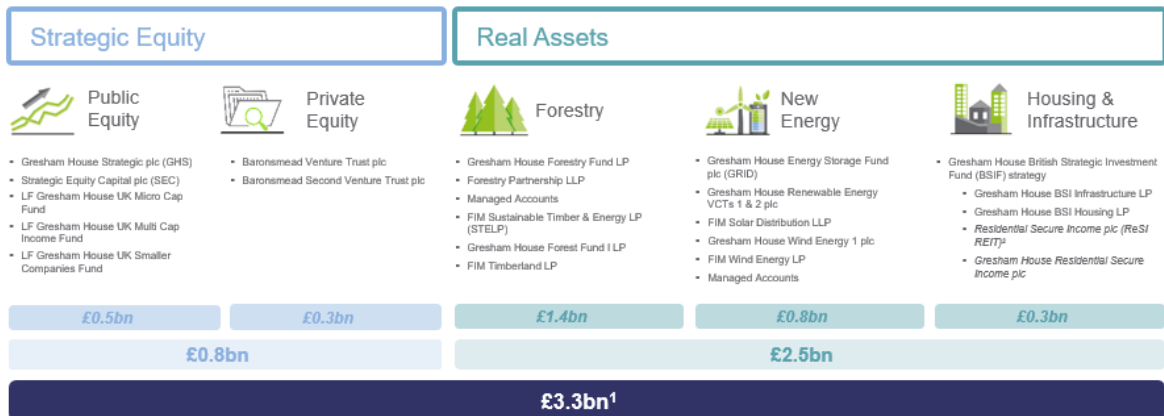 Strategic Equity
Real Assets
Public
Equity
Private
Equity
Forestry
New
Energy
Housing &
Infrastructure
▪ Gresham House Strategic plc (GHS)
▪ Strategic Equity Capital plc (SEC)
▪ LF Gresham House UK Micro Cap
Fund
▪ LF Gresham House UK Multi Cap
Income Fund
▪ LF Gresham House UK Smaller
Companies Fund
▪ Baronsmead Venture Trust plc
▪ Baronsmead Second Venture Trust plc
▪ Gresham House Forestry Fund LP
▪ Forestry Partnership LLP
▪ Managed Accounts
▪ FIM Sustainable Timber & Energy LP
(STELP)
▪ Gresham House Forest Fund I LP
▪ FIM Timberland LP
▪ Gresham House Energy Storage Fund
plc (GRID)
▪ Gresham House Renewable Energy
VCTs 1 & 2 plc
▪ FIM Solar Distribution LLP
▪ Gresham House Wind Energy 1 plc
▪ FIM Wind Energy LP
▪ Managed Accounts
▪ Gresham House British Strategic Investment
Fund (BSIF) strategy
▪ Gresham House BSI Infrastructure LP
▪ Gresham House BSI Housing LP
▪ Residential Secure Income plc (ReSI
REIT)²
▪ Gresham House Residential Secure
Income plc
£0.5bn
£0.3bn
£1.4bn
£0.8bn
£0.3bn
£0.8bn
£2.5bn
£3.3bn¹